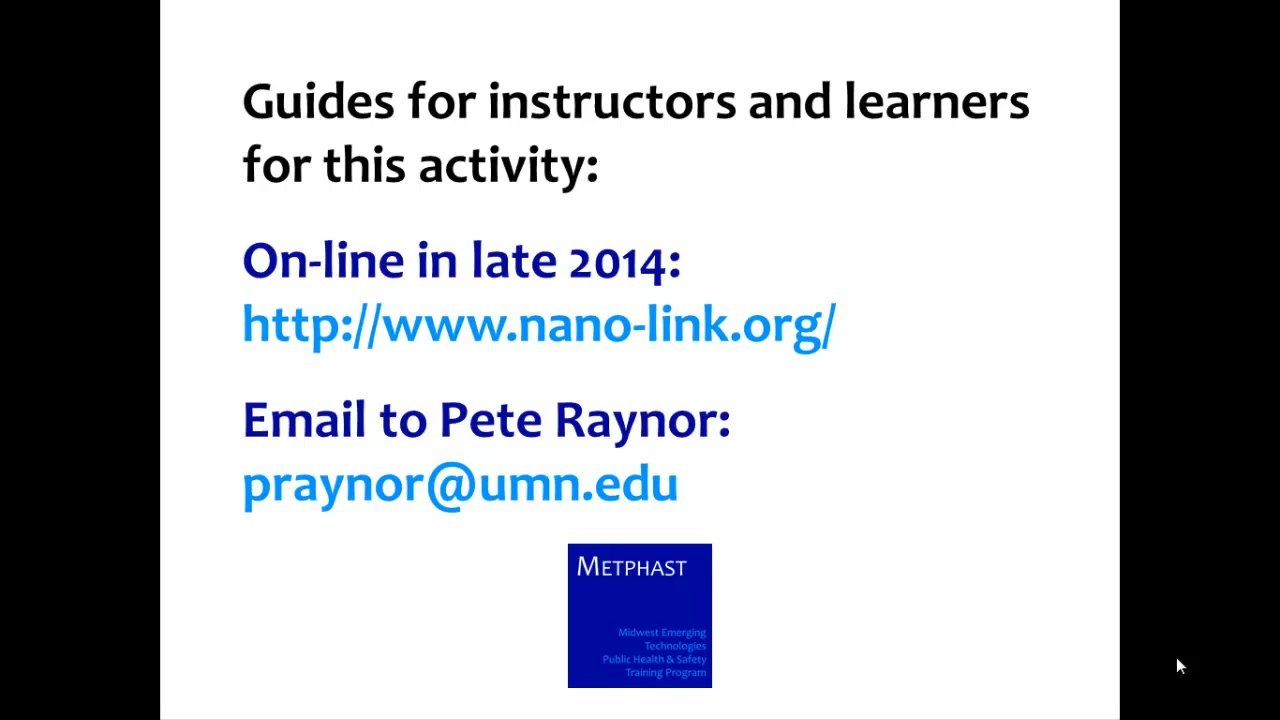 Guides for instructors and learners
for this activity:
On-line in late 2014:
http://www.nano-link.org/
Email to Pete Raynor:
praynor@umn.edu
METPHAST
Midwest Emerging
Technologies
Public Health & Safety
Training Program